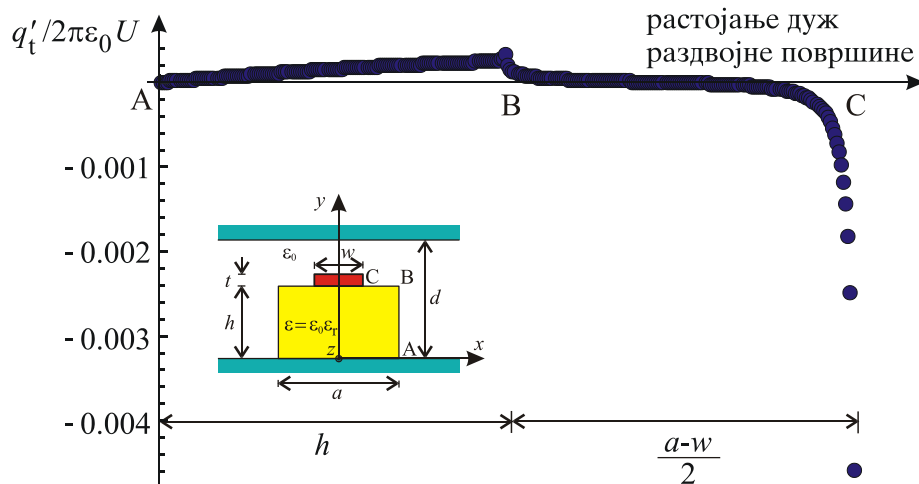 q′t/2πε0U
растојање дуж
раздвојне површине
A
B
C
-0.001
-0.002
-0.003
-0.004
y
ε0
w
t
C
B
h
d
ε=ε0εr
z
A
x
a
h
a-w
2